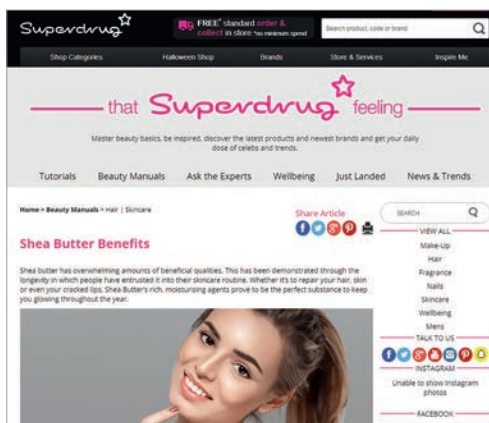 Superdrug
FREE* standard order &
collect in store *no minimum spend
Search product, code or brand
Shop Categories
Halloween Shop
Brands
Store & Services
Inspire Me
that Superdrug feeling
Master beauty basics, be inspired, discover the latest products and newest brands and get your daily
dose of celebs and trends.
Tutorials
Beauty Manuals
Ask the Experts
Wellbeing
Just Landed
News & Trends
Home > Beauty Manuals > Hair | Skincare
Share Article
Shea Butter Benefits
Shea butter has overwhelming amounts of beneficial qualities. This has been demonstrated through the
longevity in which people have entrusted it into their skincare routine. Whether it's to repair your hair, skin
or even your cracked lips. Shea Butter's rich, moisturising agents prove to be the perfect substance to keep
you glowing throughout the year.
SEARCH
VIEW ALL
Make-Up
Hair
Fragrance
Nails
Skincare
Wellbeing
Mens
TALK TO US
INSTAGRAM
Unable to show Instagram
photos
FACEBOOK